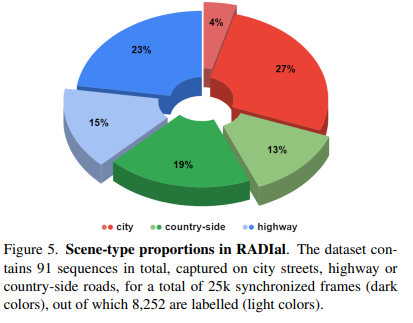 4%
23%
27%
15%
13%
19%
city country-side highway
Figure 5. Scene-type proportions in RADIal. The dataset con-
tains 91 sequences in total, captured on city streets, highway or
country-side roads, for a total of 25k synchronized frames (dark
colors), out of which 8,252 are labelled (light colors).